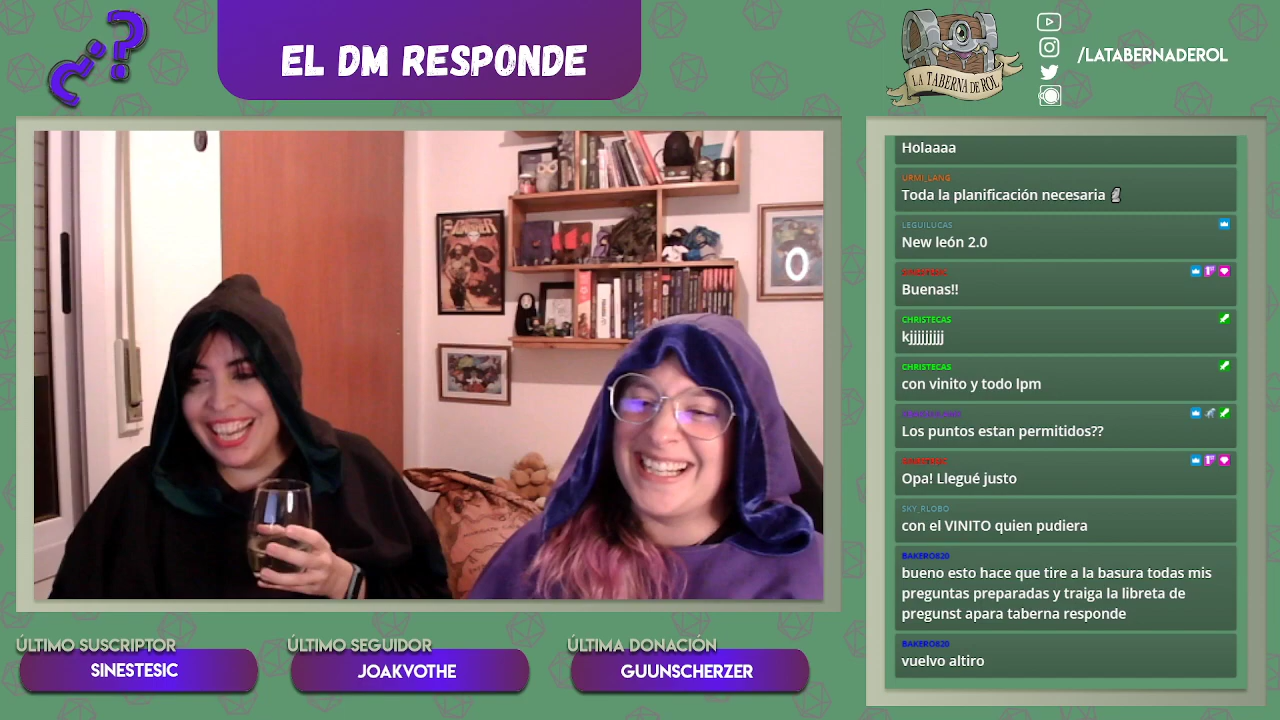 ¿?
EL DM RESPONDE
LA TABERNA DE ROL
/LATABERNADEROL
Holaaaa
URMI_LANG
Toda la planificación necesaria
LEGUILUCAS
New león 2.0
Buenas!!
CHRISTECAS
kjjjjjjjjj
CHRISTECAS
con vinito y todo lpm
Los puntos estan permitidos??
Opa! Llegué justo
SKY_RLOBO
con el VINITO quien pudiera
BAKERO820
bueno esto hace que tire a la basura todas mis
preguntas preparadas y traiga la libreta de
pregunst apara taberna responde
BAKERO820
vuelvo altiro
0
ÚLTIMO SUSCRIPTOR
SINESTESIC
ÚLTIMO SEGUIDOR
JOAKVOTHE
ÚLTIMA DONACIÓN
GUUNSCHERZER